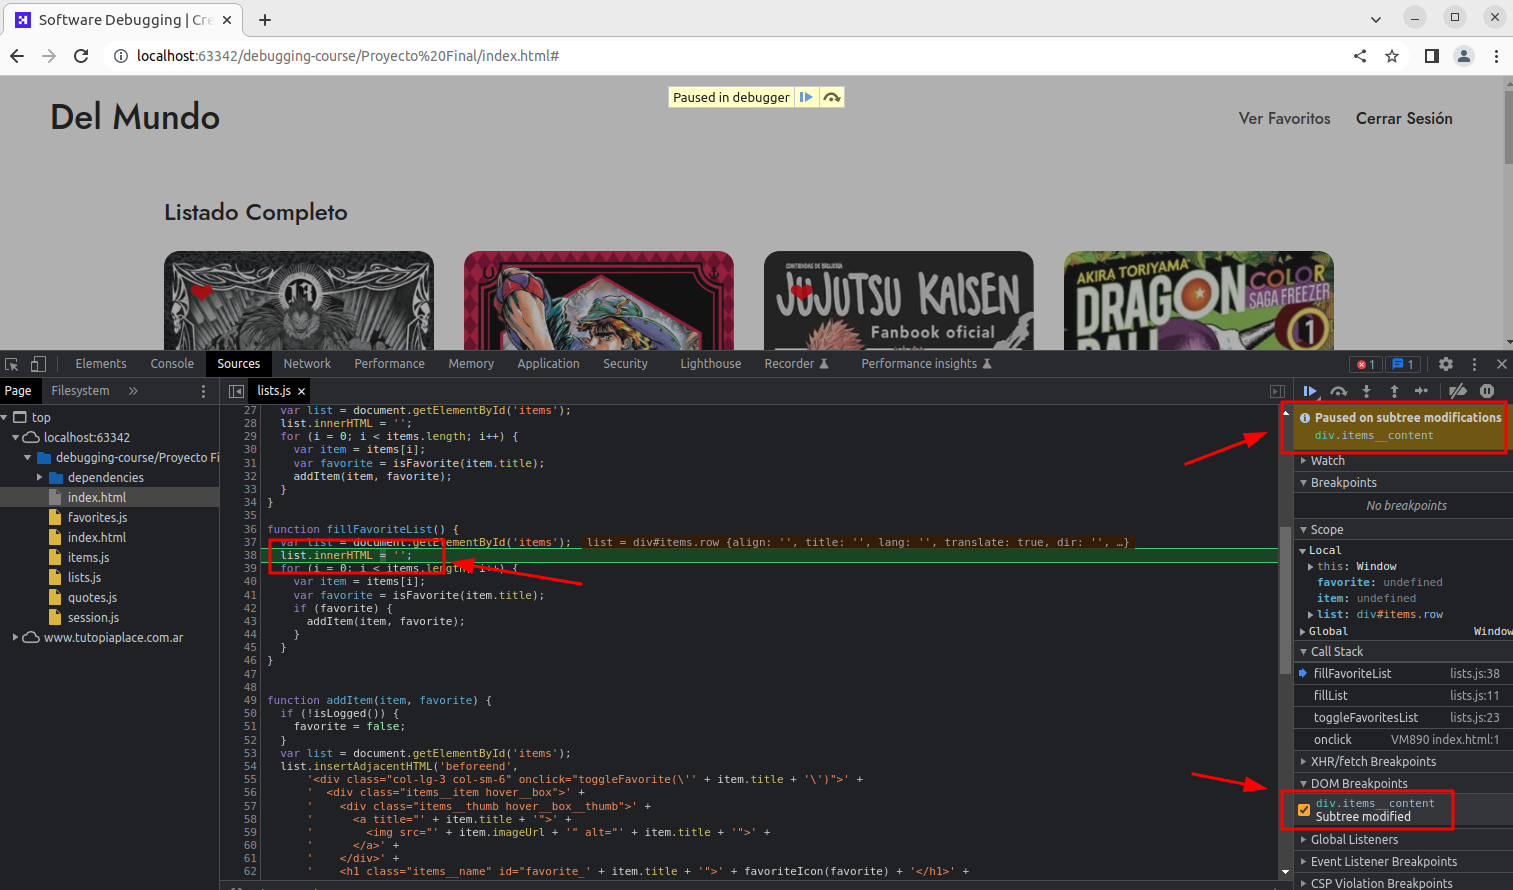 Software Debugging | Cre
localhost:63342/debugging-course/Proyecto%20Final/index.html#
Del Mundo
Paused in debugger
Ver Favoritos
Cerrar Sesión
Listado Completo
CONTIENDAS DE BRUJERÍA
JUJUTSU KAISEN
Fanbook oficial
AKIRA TORIYAMA
DRAGON
BALL
COLOR
SAGA FREEZER
1
Elements Console Sources Network Performance Memory Application Security Lighthouse Recorder Performance insights
1 1
Page Filesystem »
lists.js
top
localhost:63342
debugging-course/Proyecto Fi
dependencies
index.html
favorites.js
index.html
items.js
lists.js
quotes.js
session.js
www.tutopiaplace.com.ar
27 var list = document.getElementById('items');
28 list.innerHTML = '';
29 for (i = 0; i < items.length; i++) {
30 var item = items[i];
31 var favorite = isFavorite(item.title);
32 addItem(item, favorite);
33 }
34 }
35
36 function fillFavoriteList() {
37 var list = document.getElementById('items'); list = div#items.row {align: '', title: '', lang: '', translate: true, dir: '', …}
38 list.innerHTML = '';
39 for (i = 0; i < items.length; i++) {
40 var item = items[i];
41 var favorite = isFavorite(item.title);
42 if (favorite) {
43 addItem(item, favorite);
44 }
45 }
46 }
47
48
49 function addItem(item, favorite) {
50 if (!isLogged()) {
51 favorite = false;
52 }
53 var list = document.getElementById('items');
54 list.insertAdjacentHTML('beforeend',
55 '<div class="col-lg-3 col-sm-6" onclick="toggleFavorite(\'' + item.title + '\')">' +
56 ' <div class="items__item hover__box">' +
57 ' <div class="items__thumb hover__box__thumb">' +
58 ' <a title="' + item.title + '">' +
59 ' <img src="' + item.imageUrl + '" alt="' + item.title + '">' +
60 ' </a>' +
61 ' </div>' +
62 ' <h1 class="items__name" id="favorite_' + item.title + '">' + favoriteIcon(favorite) + '</h1>' +
Paused on subtree modifications
div.items__content
Watch
Breakpoints
No breakpoints
Scope
Local
this: Window
favorite: undefined
item: undefined
list: div#items.row
Global Window
Call Stack
fillFavoriteList lists.js:38
fillList lists.js:11
toggleFavoritesList lists.js:23
onclick VM890 index.html:1
XHR/fetch Breakpoints
DOM Breakpoints
div.items__content
Subtree modified
Global Listeners
Event Listener Breakpoints
CSP Violation Breakpoints